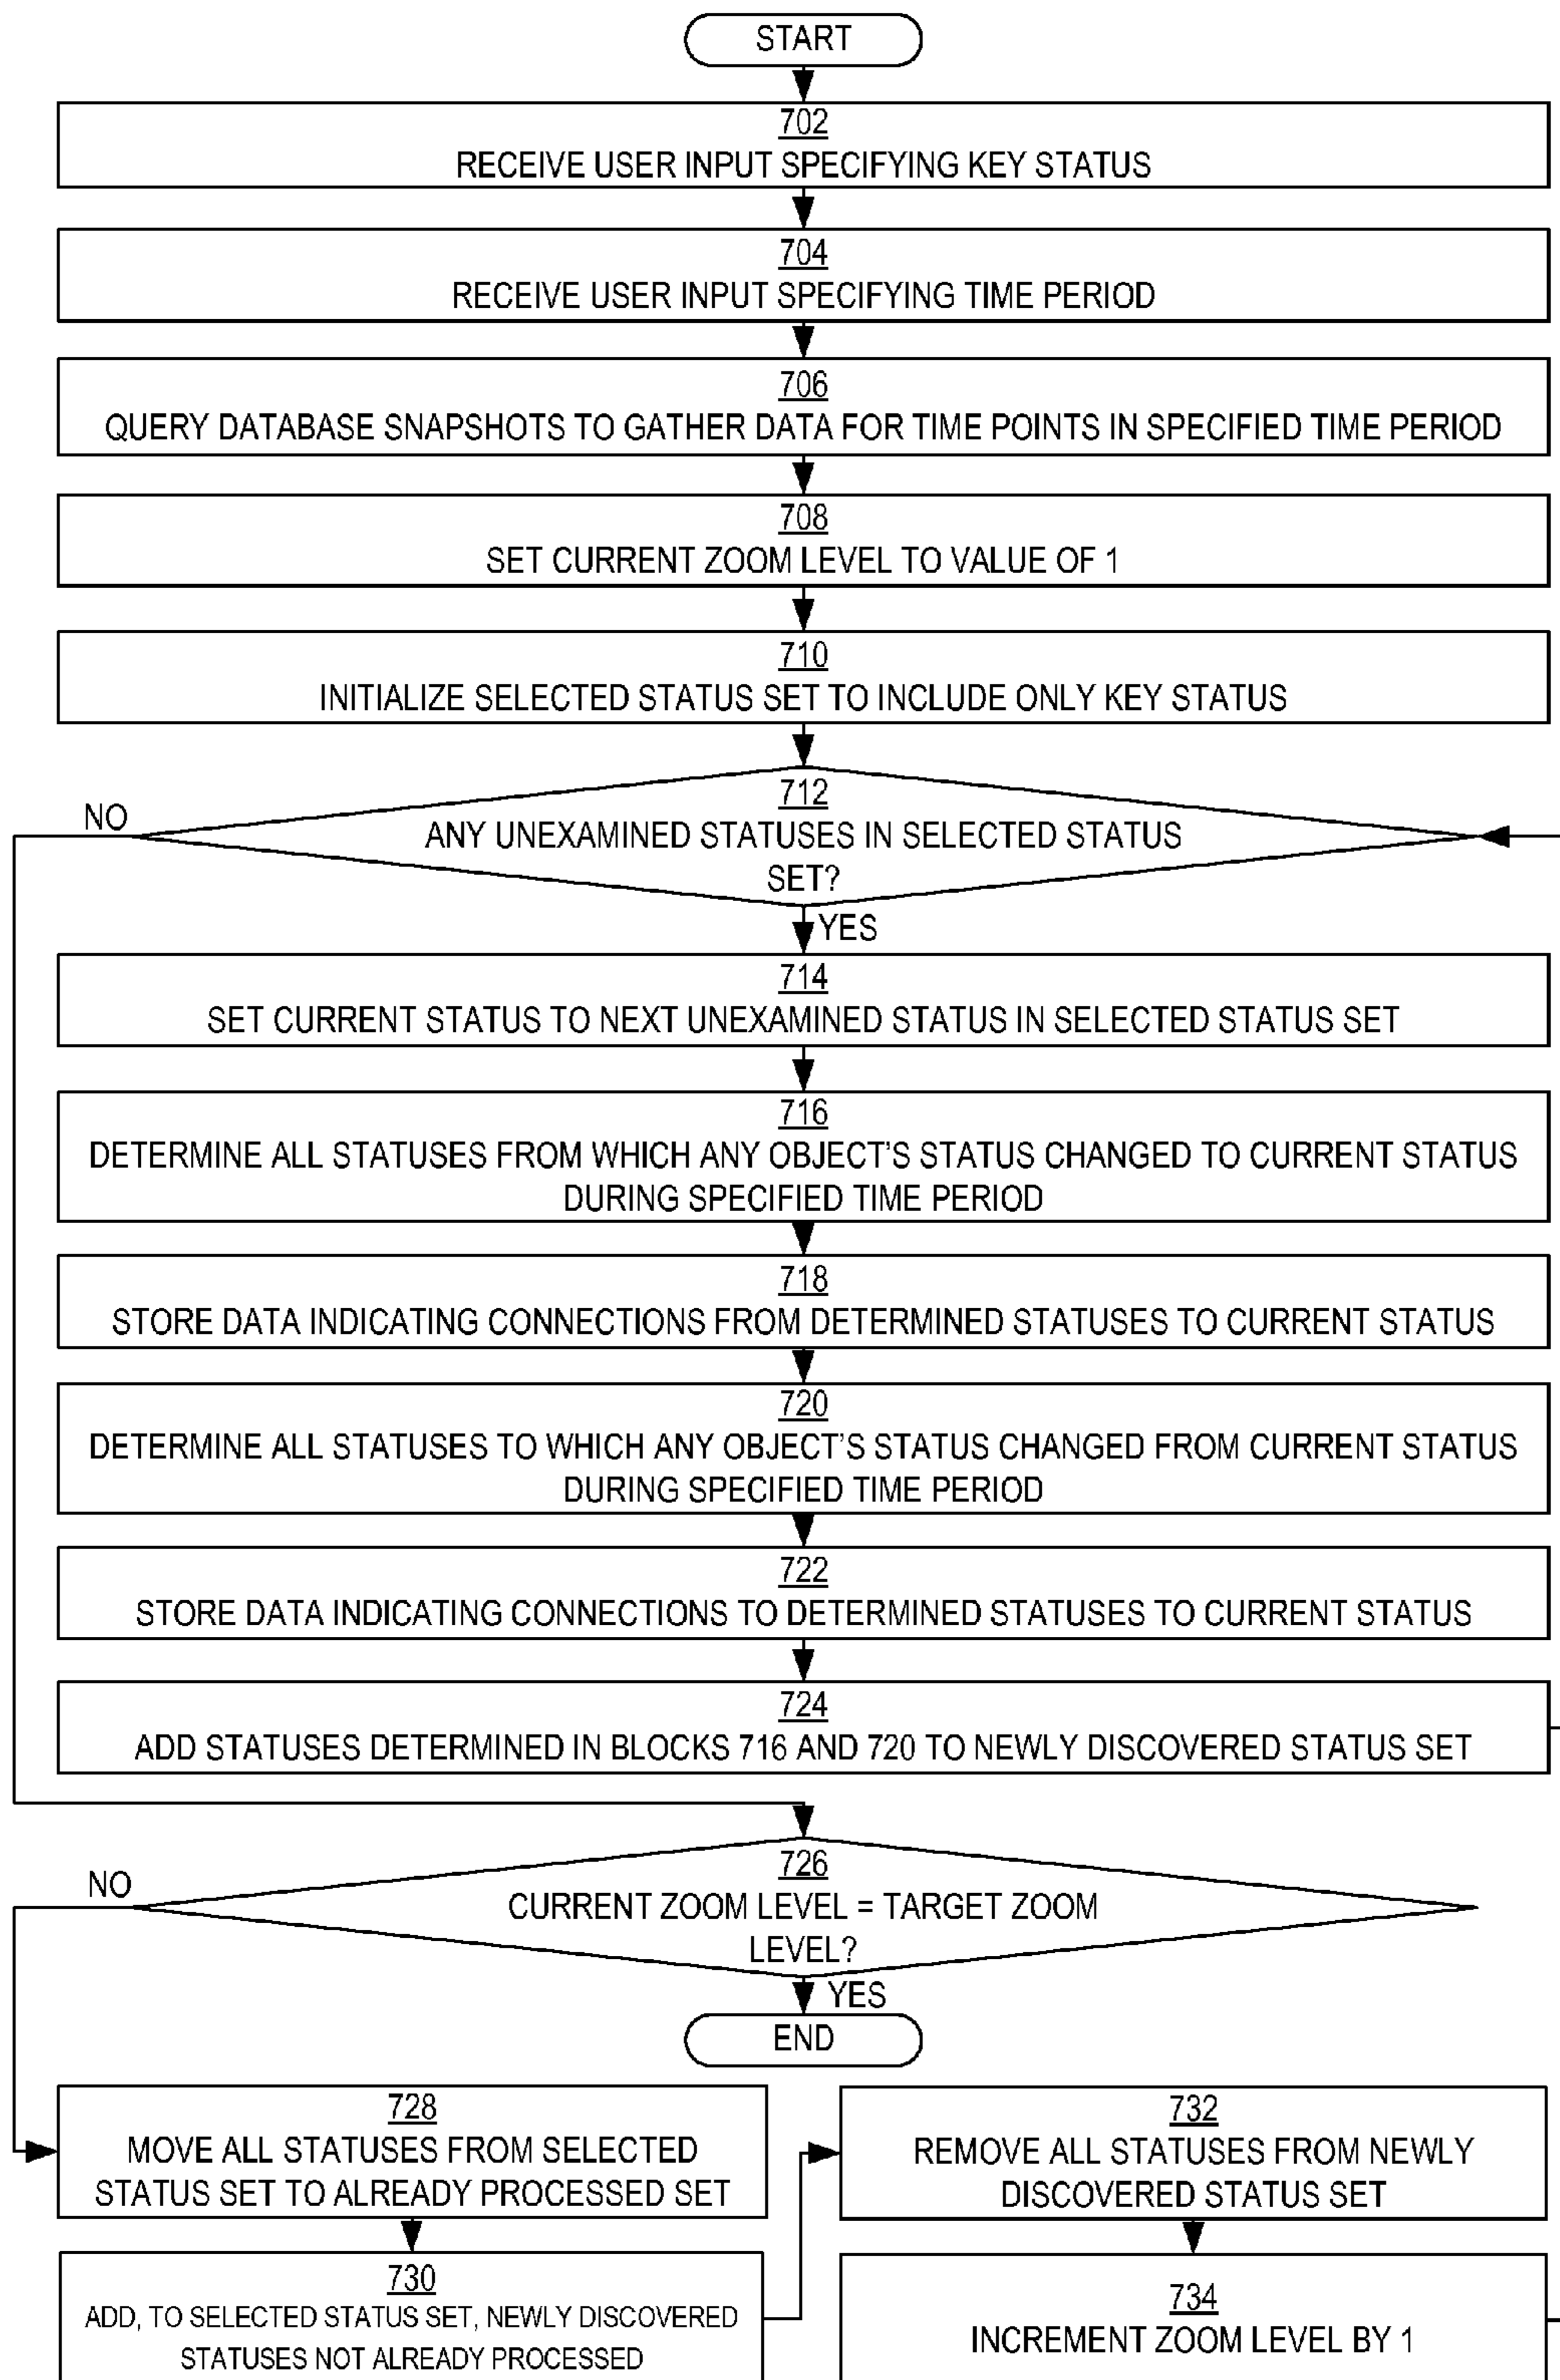 START
702
RECEIVE USER INPUT SPECIFYING KEY STATUS
704
RECEIVE USER INPUT SPECIFYING TIME PERIOD
706
QUERY DATABASE SNAPSHOTS TO GATHER DATA FOR TIME POINTS IN SPECIFIED TIME PERIOD
708
SET CURRENT ZOOM LEVEL TO VALUE OF 1
710
INITIALIZE SELECTED STATUS SET TO INCLUDE ONLY KEY STATUS
712
NO
ANY UNEXAMINED STATUSES IN SELECTED STATUS
SET?
YES
714
SET CURRENT STATUS TO NEXT UNEXAMINED STATUS IN SELECTED STATUS SET
716
DETERMINE ALL STATUSES FROM WHICH ANY OBJECT'S STATUS CHANGED TO CURRENT STATUS
DURING SPECIFIED TIME PERIOD
718
STORE DATA INDICATING CONNECTIONS FROM DETERMINED STATUSES TO CURRENT STATUS
720
DETERMINE ALL STATUSES TO WHICH ANY OBJECT'S STATUS CHANGED FROM CURRENT STATUS
DURING SPECIFIED TIME PERIOD
722
STORE DATA INDICATING CONNECTIONS TO DETERMINED STATUSES TO CURRENT STATUS
724
ADD STATUSES DETERMINED IN BLOCKS 716 AND 720 TO NEWLY DISCOVERED STATUS SET
726
NO
CURRENT ZOOM LEVEL = TARGET ZOOM
LEVEL?
YES
END
728
MOVE ALL STATUSES FROM SELECTED
STATUS SET TO ALREADY PROCESSED SET
730
ADD, TO SELECTED STATUS SET, NEWLY DISCOVERED
STATUSES NOT ALREADY PROCESSED
732
REMOVE ALL STATUSES FROM NEWLY
DISCOVERED STATUS SET
734
INCREMENT ZOOM LEVEL BY 1